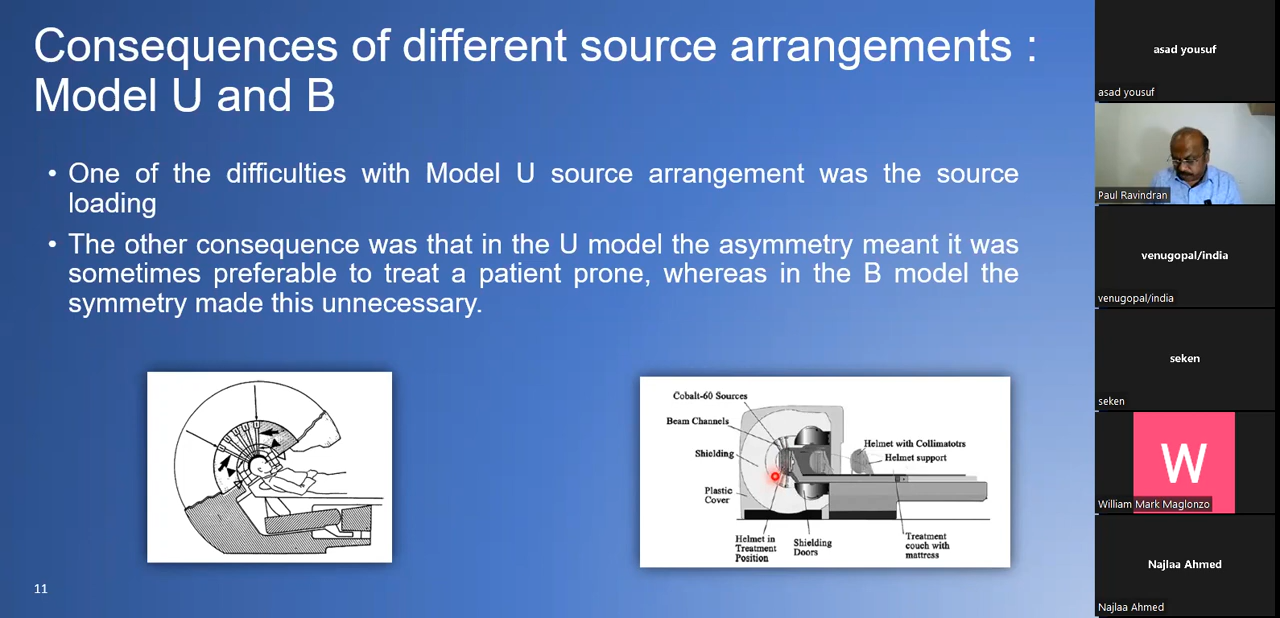 Consequences of different source arrangements :
Model U and B
• One of the difficulties with Model U source arrangement was the source
loading
• The other consequence was that in the U model the asymmetry meant it was
sometimes preferable to treat a patient prone, whereas in the B model the
symmetry made this unnecessary.
Cobalt-60 Sources
Beam Channels
Shielding
Plastic
Cover
Helmet with Collimatotrs
Helmet support
Helmet in
Treatment
Position
Shielding
Doors
Treatment
couch with
mattress
11
asad yousuf
asad yousuf
Paul Ravindran
venugopal/india
venugopal/india
seken
seken
W
William Mark Maglonzo
Najlaa Ahmed
Najlaa Ahmed